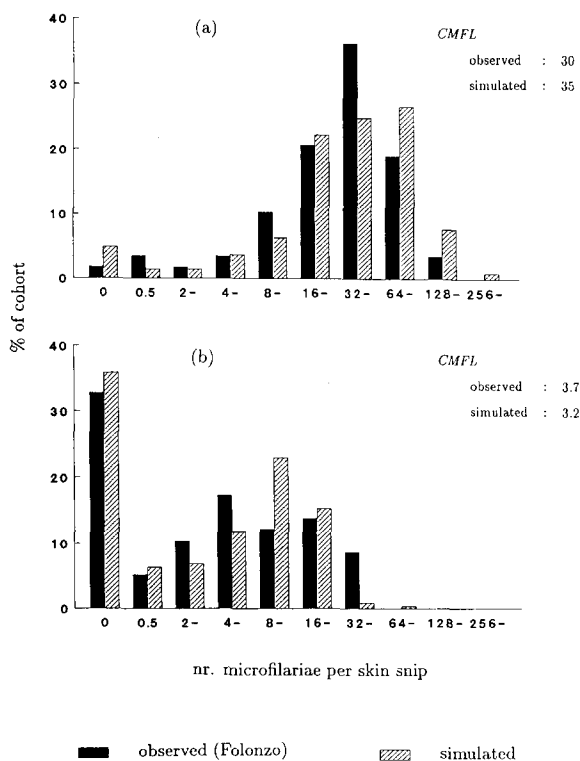 (a)
CMFL
observed : 30
simulated : 35
40
30
20
10
0
0 0.5 2- 4- 8- 16- 32- 64- 128- 256-
% of cohort
(b)
CMFL
observed : 3.7
simulated : 3.2
40
30
20
10
0
0 0.5 2- 4- 8- 16- 32- 64- 128- 256-
nr. microfilariae per skin snip
observed (Folonzo) simulated